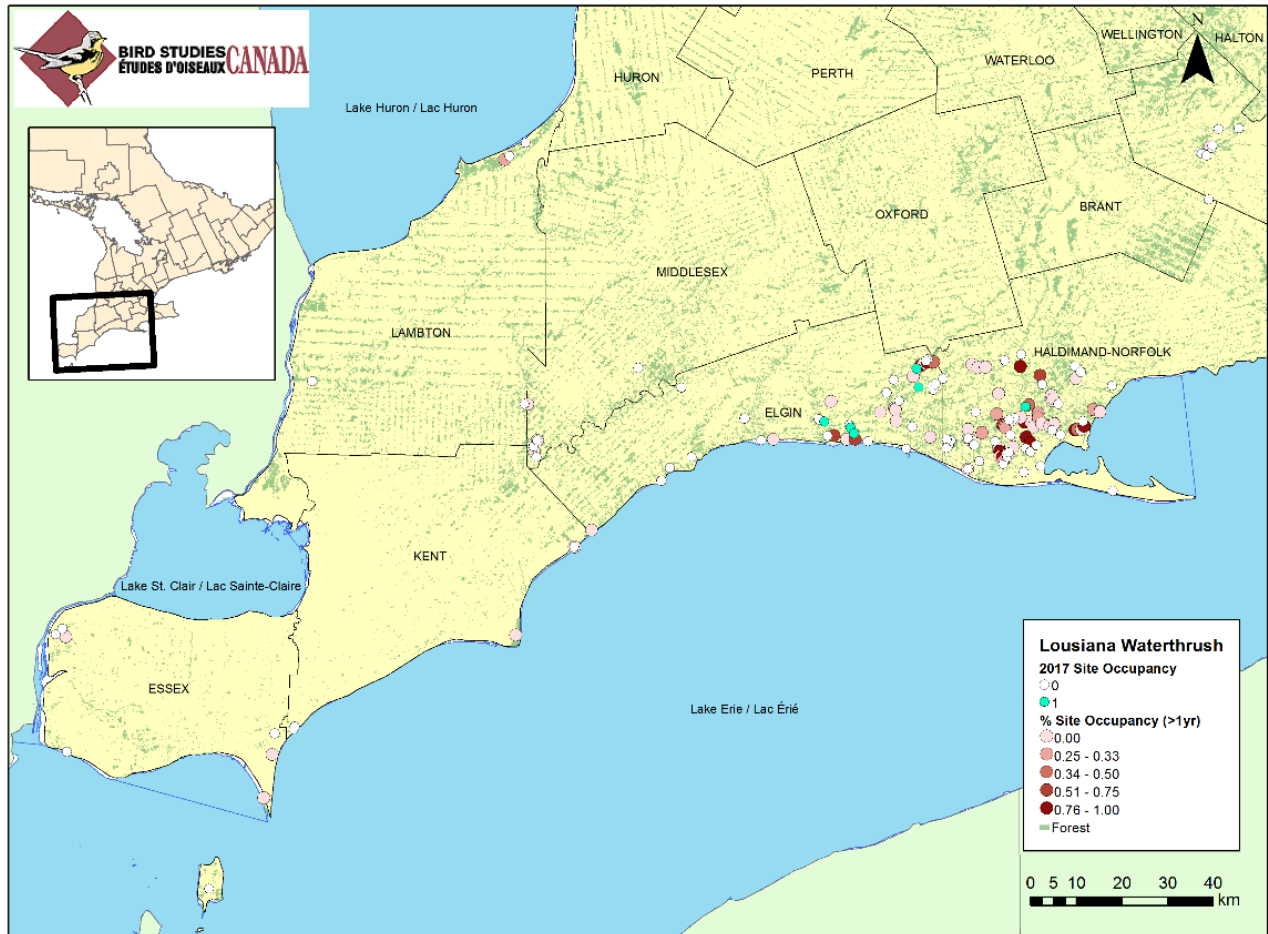 BIRD STUDIES
ÉTUDES D'OISEAUX
CANADA
WELLINGTON
N
HALTON
WATERLOO
PERTH
HURON
Lake Huron / Lac Huron
BRANT
OXFORD
MIDDLESEX
LAMBTON
HALDIMAND-NORFOLK
ELGIN
KENT
Lake St. Clair / Lac Sainte-Claire
ESSEX
Lake Erie / Lac Érié
Lousiana Waterthrush
2017 Site Occupancy
0
1
% Site Occupancy (>1yr)
0.00
0.25 - 0.33
0.34 - 0.50
0.51 - 0.75
0.76 - 1.00
Forest
0 5 10 20 30 40
km